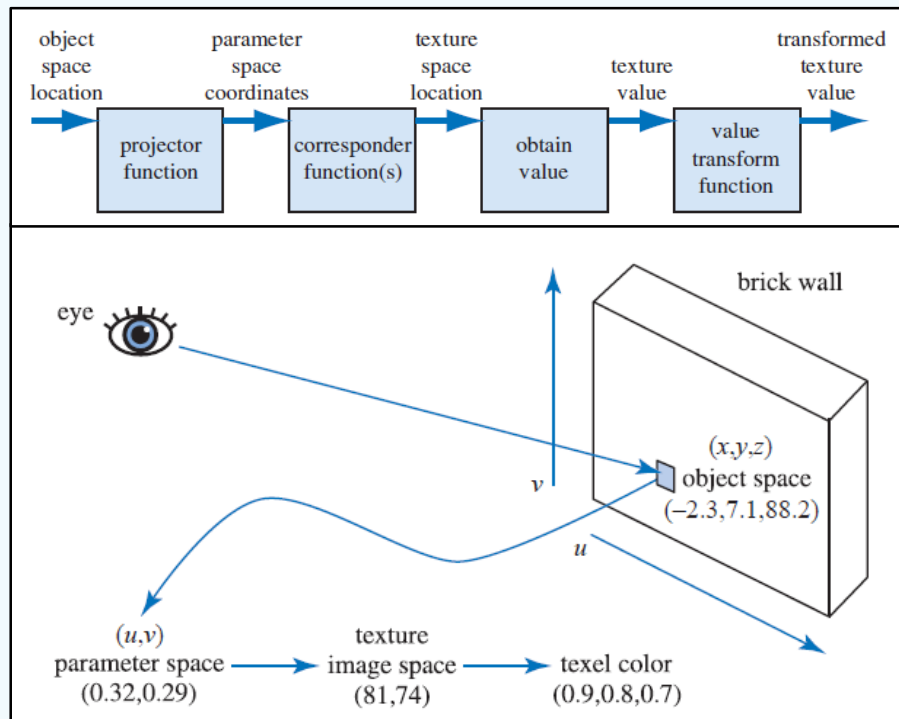 object
space
location
parameter
space
coordinates
texture
space
location
texture
value
transformed
texture
value
projector
function
corresponder
function(s)
obtain
value
value
transform
function
brick wall
eye
(x,y,z)
object space
(–2.3,7.1,88.2)
v
u
(u,v)
parameter space
(0.32,0.29)
texture
image space
(81,74)
texel color
(0.9,0.8,0.7)